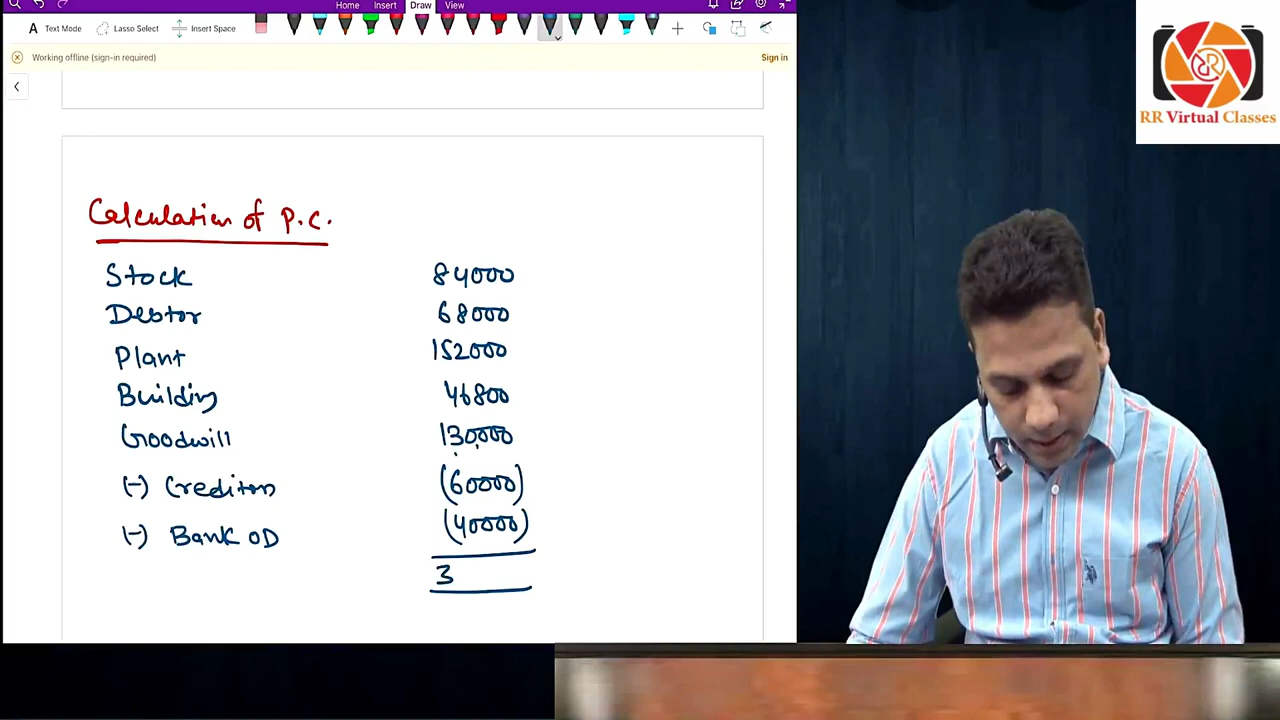 Home Insert Draw View
A Text Mode Lasso Select Insert Space
Working offline (sign-in required) Sign in
RR Virtual Classes
Calculation of P.C.
Stock 84000
Debtor 68000
Plant 152000
Building 46800
Goodwill 130000
(-) Creditors (60000)
(-) Bank OD (40000)
3